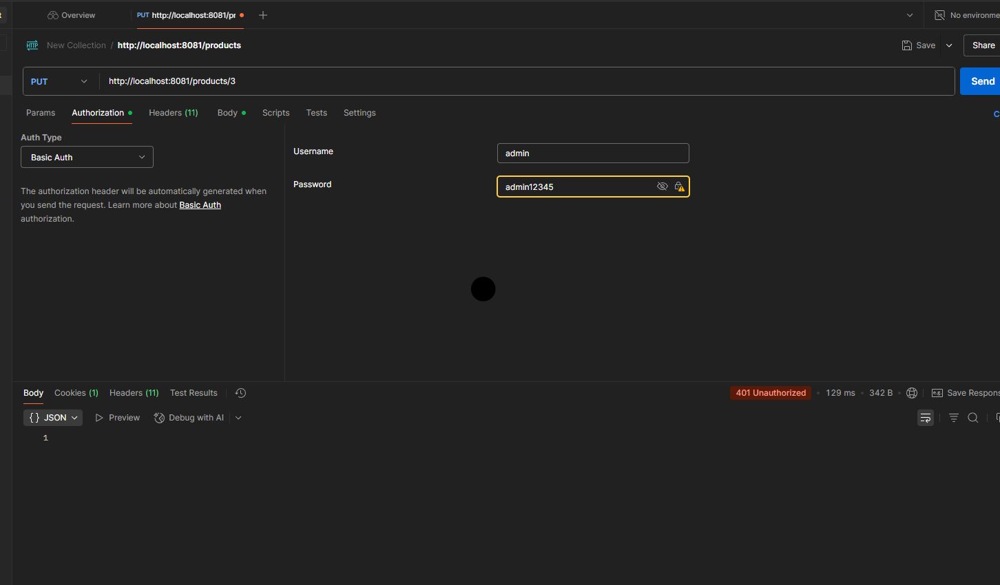 t
Overview
PUT http://localhost:8081/pr
No environme
HTTP New Collection / http://localhost:8081/products
Save
Share
PUT
http://localhost:8081/products/3
Send
Params
Authorization
Headers (11)
Body
Scripts
Tests
Settings
C
Auth Type
Basic Auth
The authorization header will be automatically generated when
you send the request. Learn more about Basic Auth
authorization.
Username
admin
Password
admin12345
Body
Cookies (1)
Headers (11)
Test Results
401 Unauthorized
129 ms
342 B
e.g.
Save Respons
{} JSON
Preview
Debug with AI
1